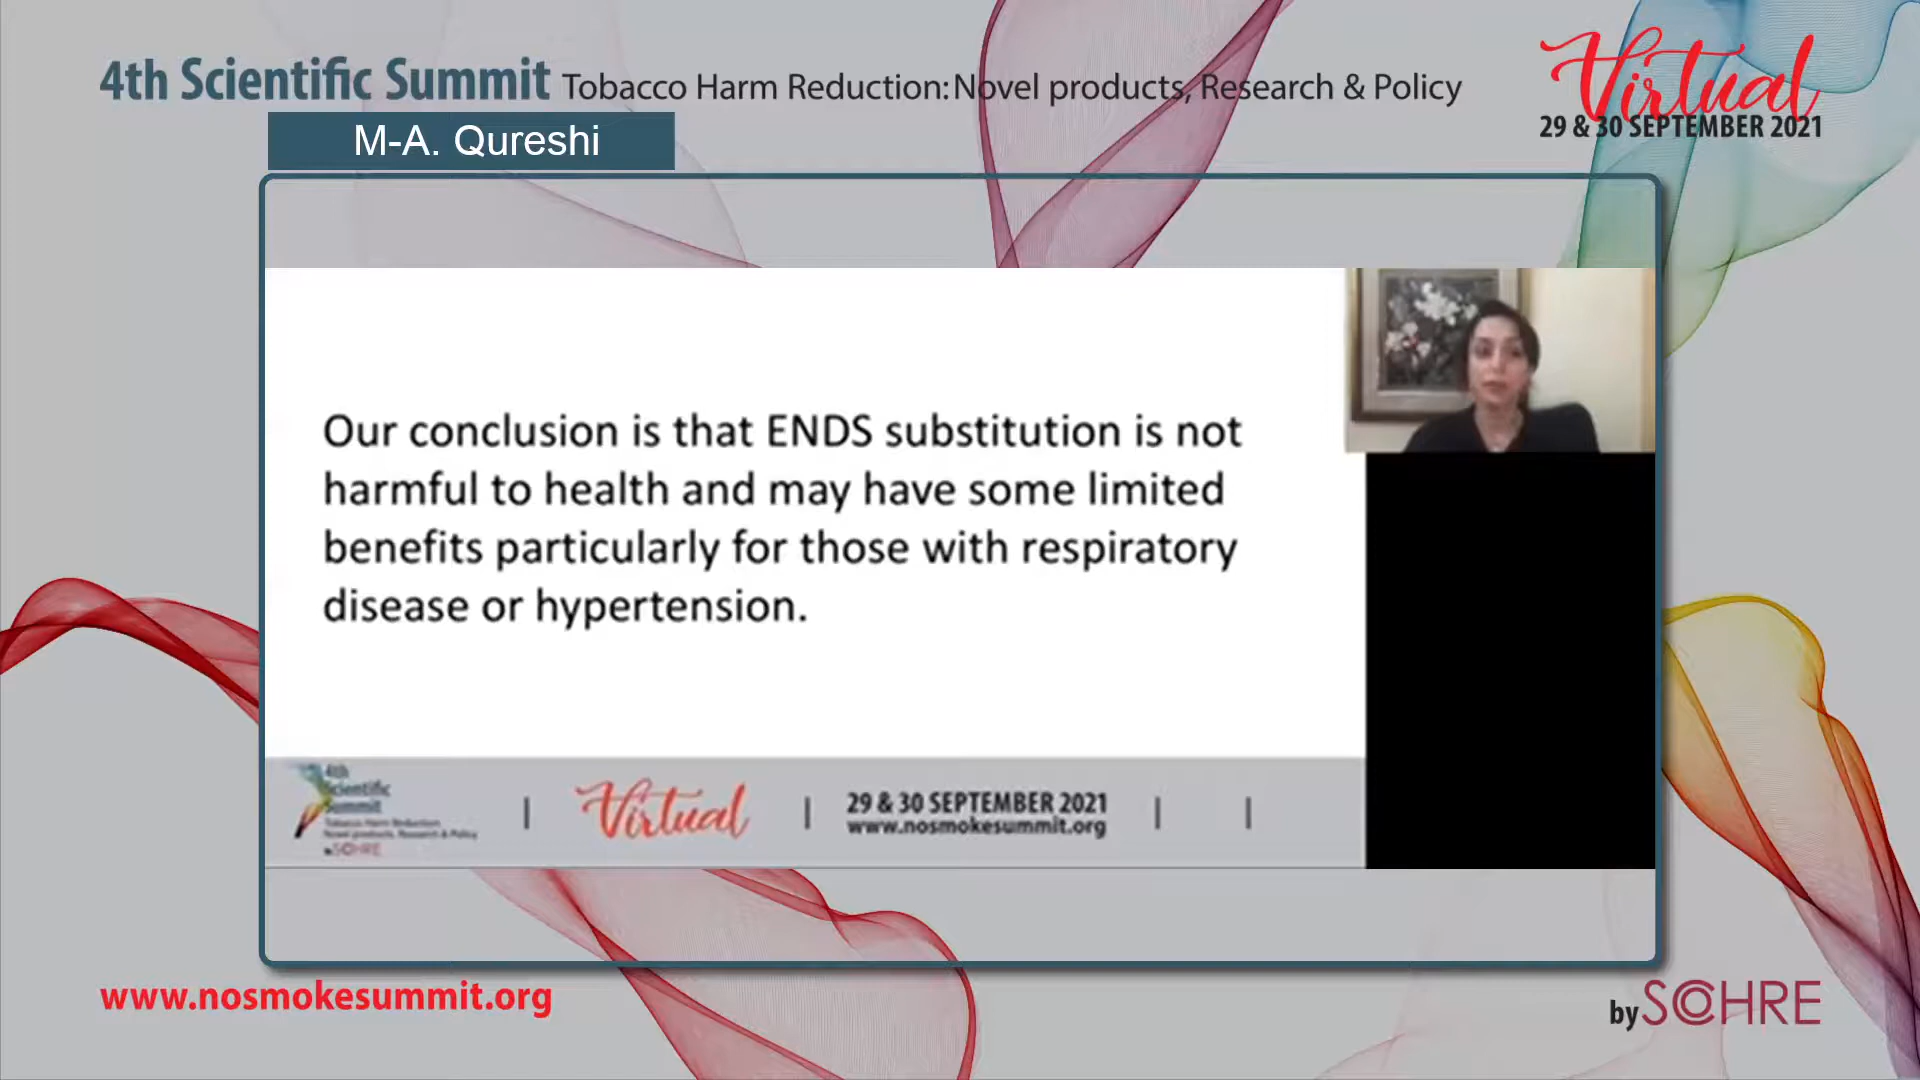 4th Scientific Summit Tobacco Harm Reduction: Novel products, Research & Policy
Virtual
29 & 30 SEPTEMBER 2021
M-A. Qureshi
Our conclusion is that ENDS substitution is not
harmful to health and may have some limited
benefits particularly for those with respiratory
disease or hypertension.
4th
Scientific
Summit
Tobacco Harm Reduction
Novel products, Research & Policy
by SCOHRE
Virtual
29 & 30 SEPTEMBER 2021
www.nosmokesummit.org
www.nosmokesummit.org
by SCOHRE